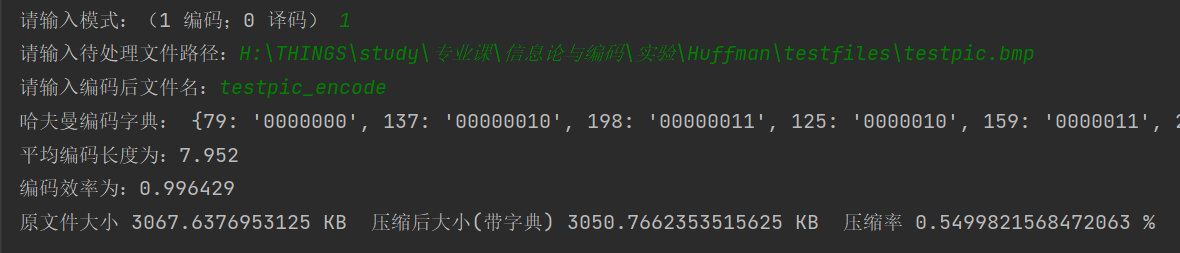 请输入模式：（1 编码；0 译码） 1
请输入待处理文件路径：H:\THINGS\study\专业课\信息论与编码\实验\Huffman\testfiles\testpic.bmp
请输入编码后文件名：testpic_encode
哈夫曼编码字典： {79: '0000000', 137: '00000010', 198: '00000011', 125: '0000010', 159: '0000011', 2
平均编码长度为：7.952
编码效率为：0.996429
原文件大小 3067.6376953125 KB  压缩后大小(带字典) 3050.7662353515625 KB  压缩率 0.5499821568472063 %